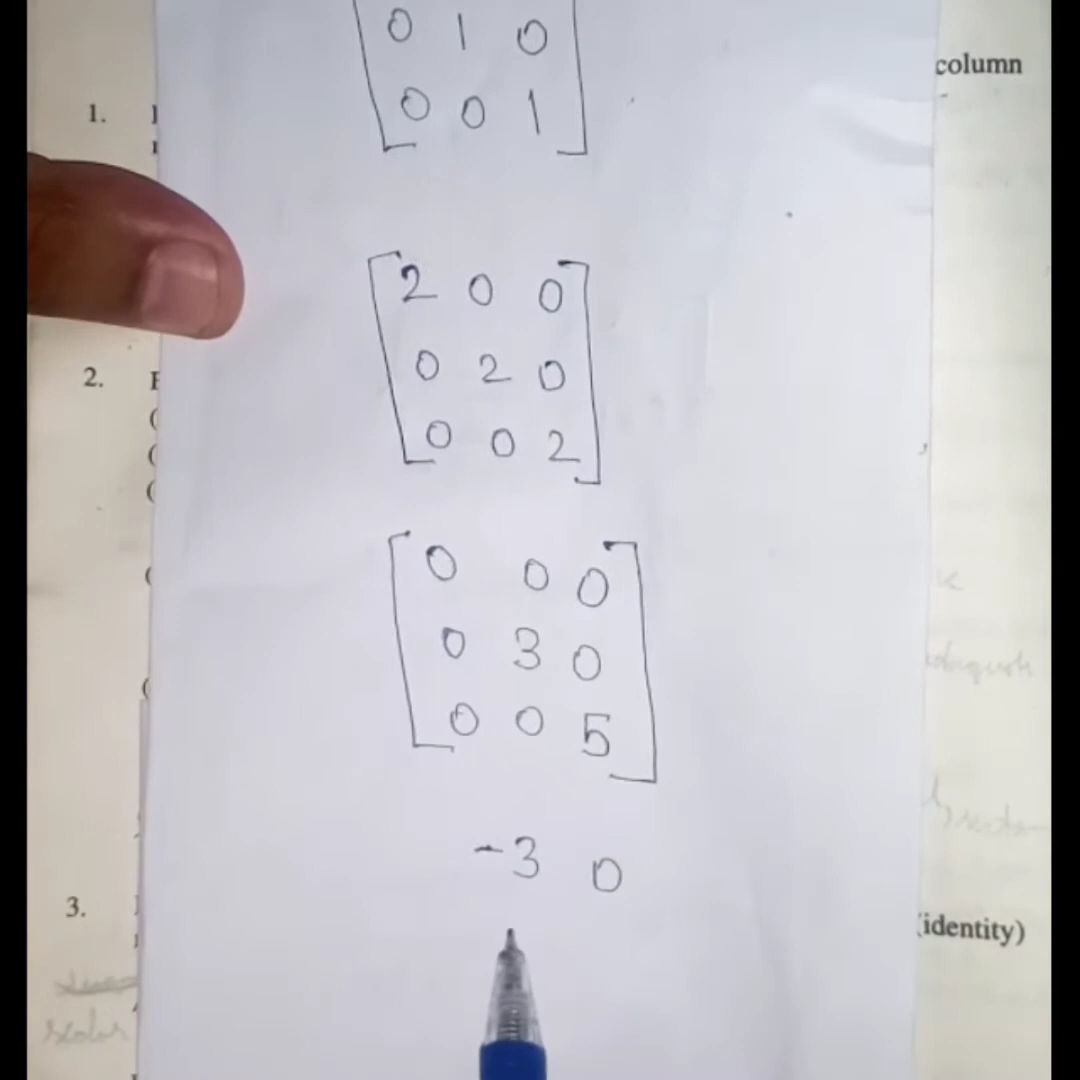 0 1 0
column
0 0 1
1.
2 0 0
0 2 0
2.
0 0 2
0 0 0
0 3 0
0 0 5
-3 0
3.
(identity)
scalar